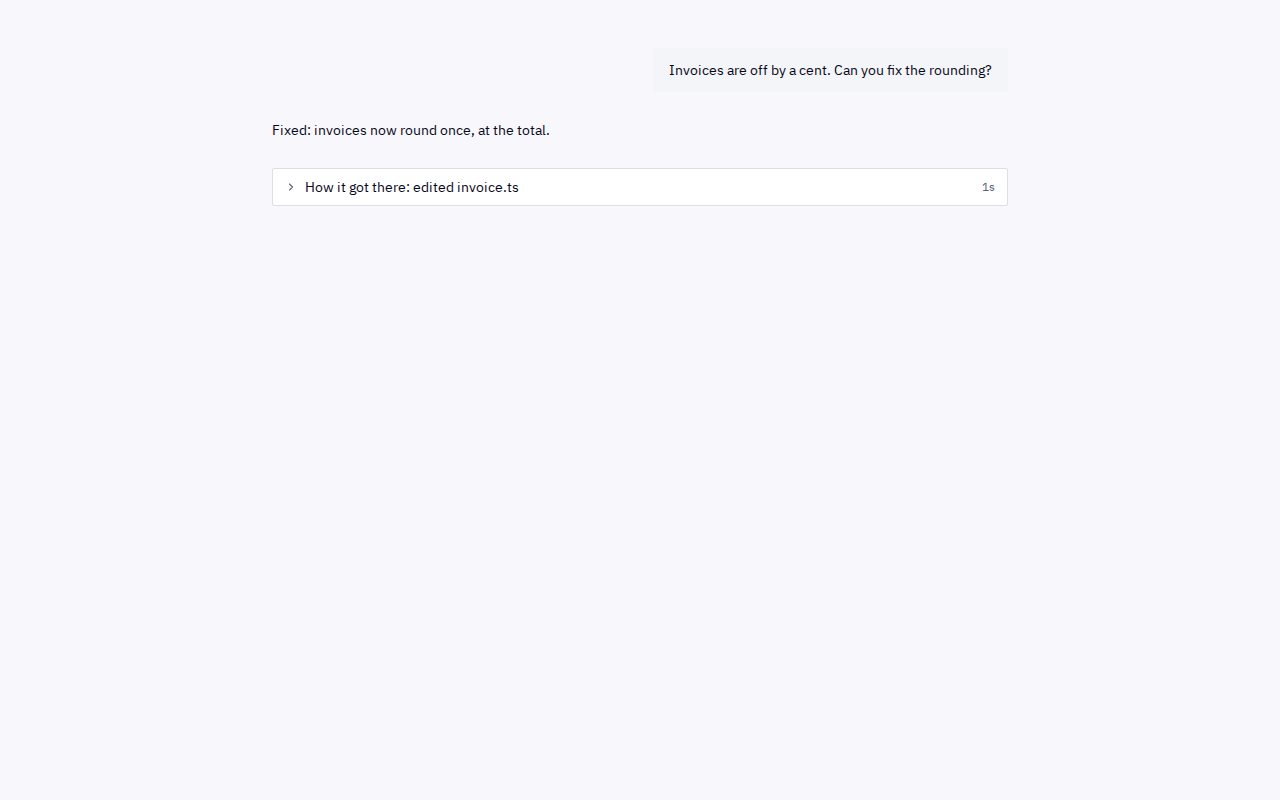 Invoices are off by a cent. Can you fix the rounding?
Fixed: invoices now round once, at the total.
How it got there: edited invoice.ts 1s